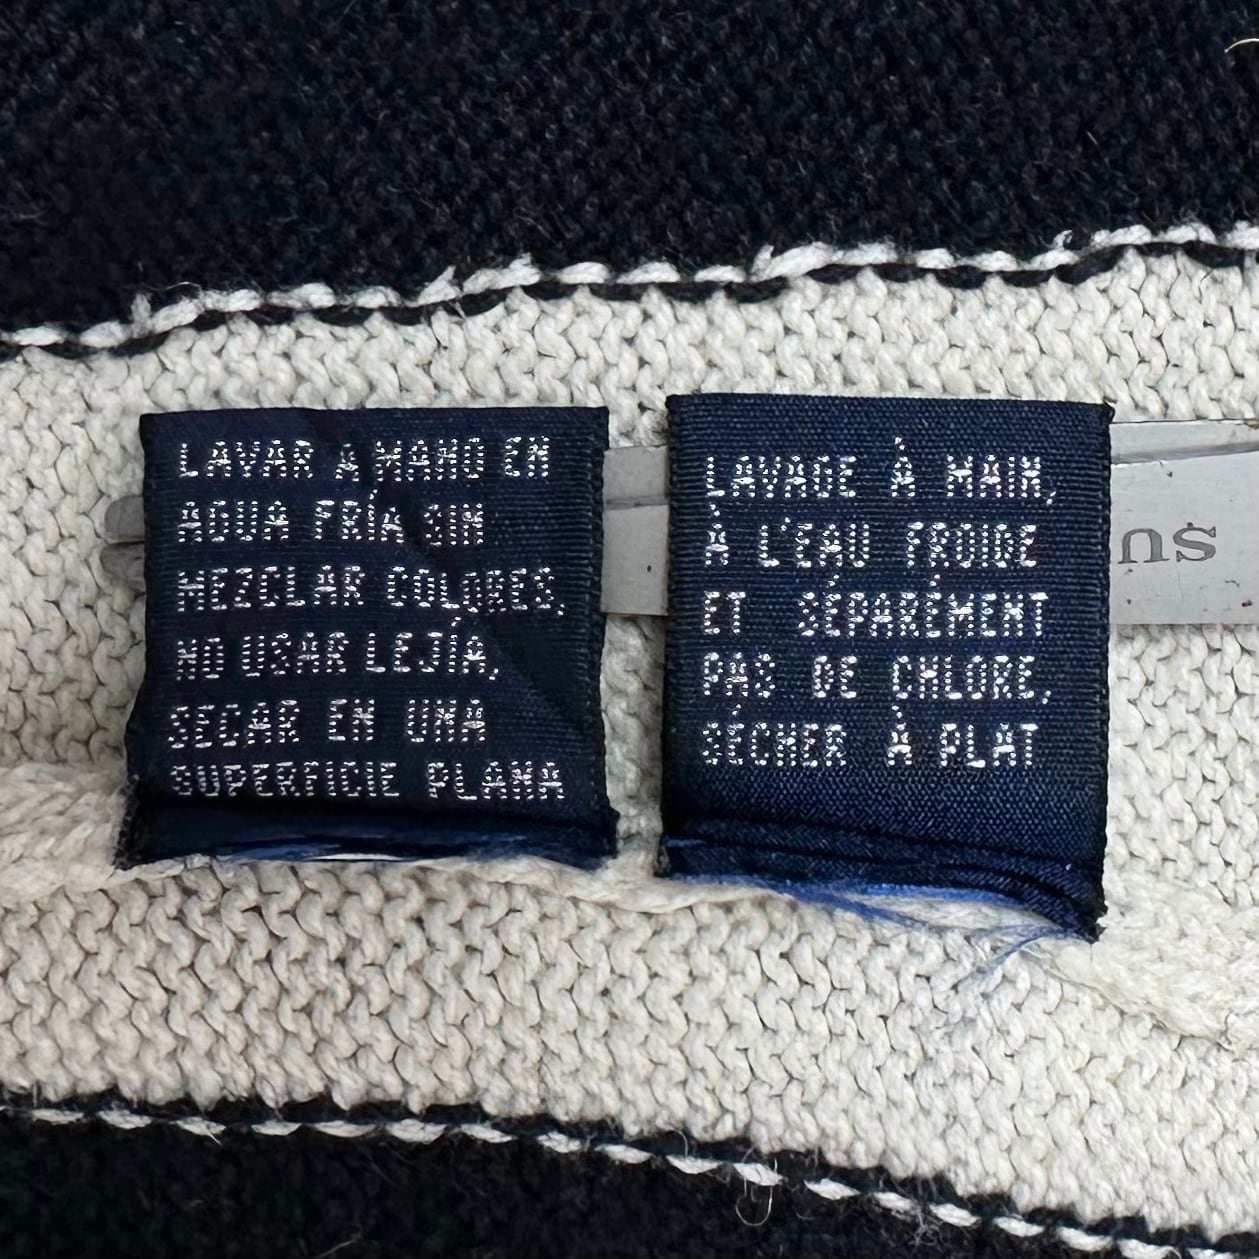 LAVAR A MANO EN
AGUA FRÍA SIN
MEZCLAR COLORES,
NO USAR LEJÍA,
SECAR EN UNA
SUPERFICIE PLANA
LAVAGE À MAIN,
À L'EAU FROIDE
ET SÉPARÉMENT
PAS DE CHLORE,
SÉCHER À PLAT